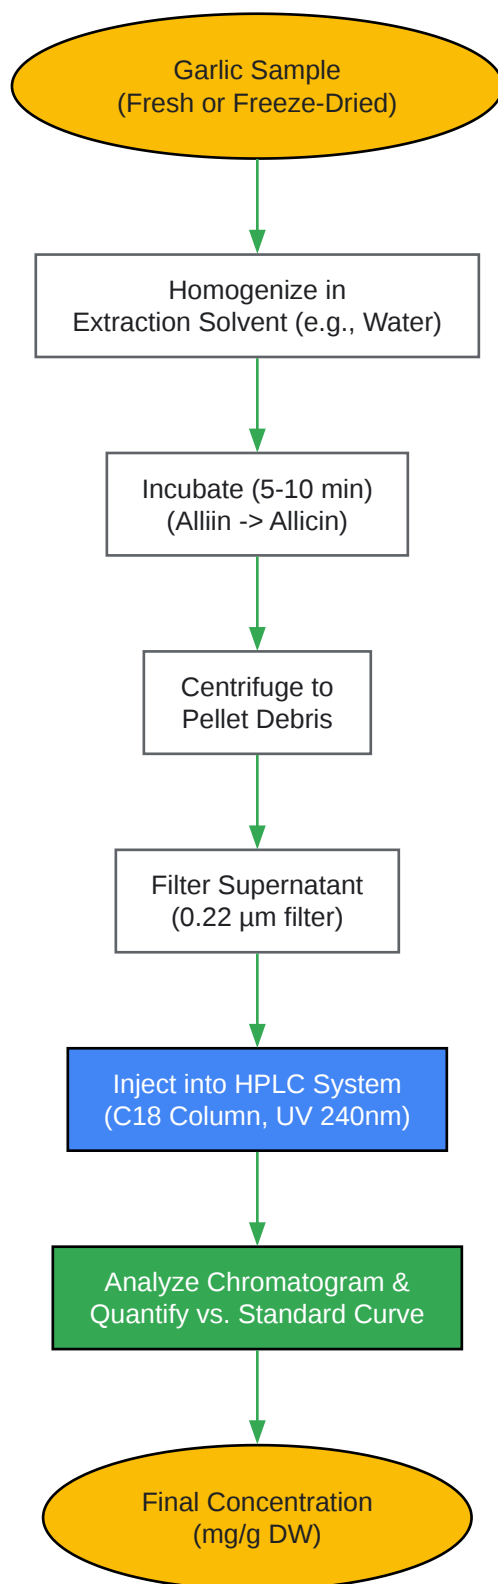 Garlic Sample
(Fresh or Freeze-Dried)
Homogenize in
Extraction Solvent (e.g., Water)
Incubate (5-10 min)
(Alliin -> Allicin)
Centrifuge to
Pellet Debris
Filter Supernatant
(0.22 µm filter)
Inject into HPLC System
(C18 Column, UV 240nm)
Analyze Chromatogram &
Quantify vs. Standard Curve
Final Concentration
(mg/g DW)